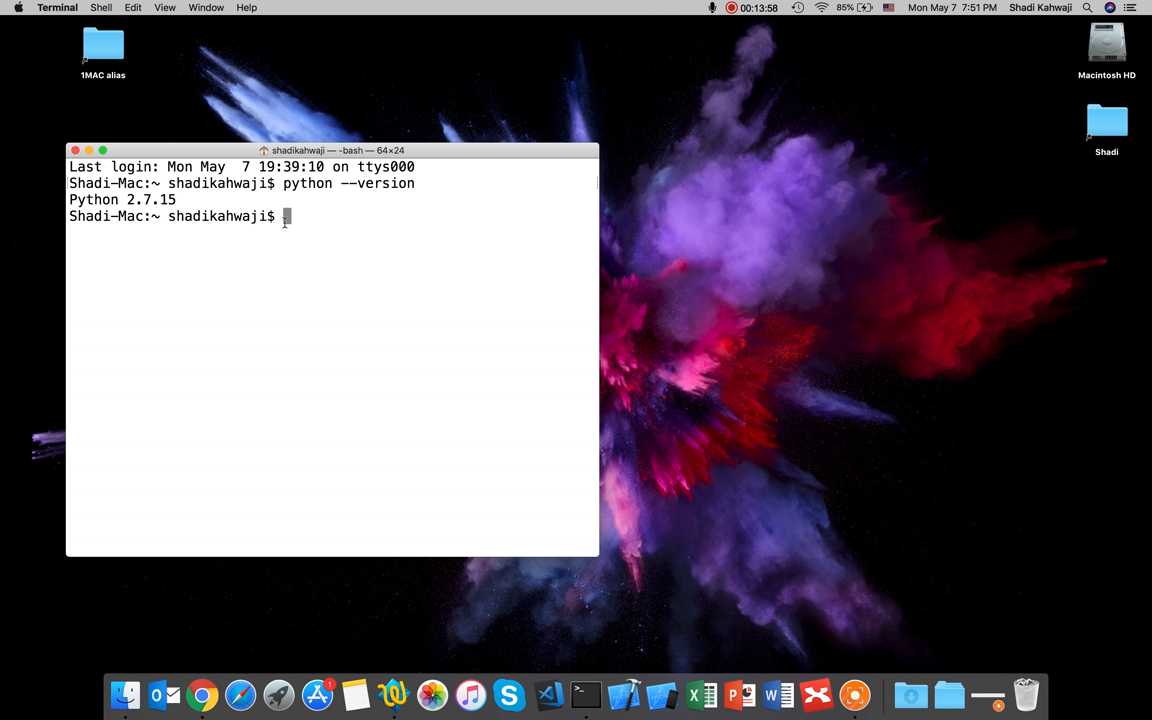 Terminal Shell Edit View Window Help 00:13:58 85% Mon May 7 7:51 PM Shadi Kahwaji
1MAC alias
Macintosh HD
Shadi
shadikahwaji — -bash — 64×24
Last login: Mon May  7 19:39:10 on ttys000
Shadi-Mac:~ shadikahwaji$ python --version
Python 2.7.15
Shadi-Mac:~ shadikahwaji$
1